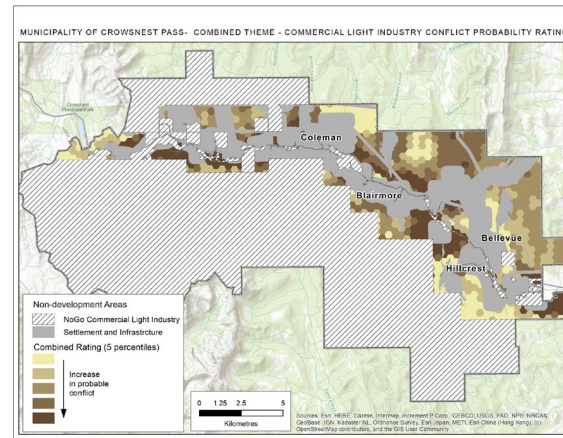 MUNICIPALITY OF CROWSNEST PASS- COMBINED THEME - COMMERCIAL LIGHT INDUSTRY CONFLICT PROBABILITY RATING
Crowsnest
Provincial Park
Coleman
Blairmore
Bellevue
Hillcrest
Non-development Areas
NoGo Commercial Light Industry
Settlement and Infrastrcture
Combined Rating (5 percentiles)
Increase
in probable
conflict
0 1.25 2.5 5
Kilometres
Sources: Esri, HERE, Garmin, Intermap, increment P Corp., GEBCO, USGS, FAO, NPS, NRCAN,
GeoBase, IGN, Kadaster NL, Ordnance Survey, Esri Japan, METI, Esri China (Hong Kong), (c)
OpenStreetMap contributors, and the GIS User Community